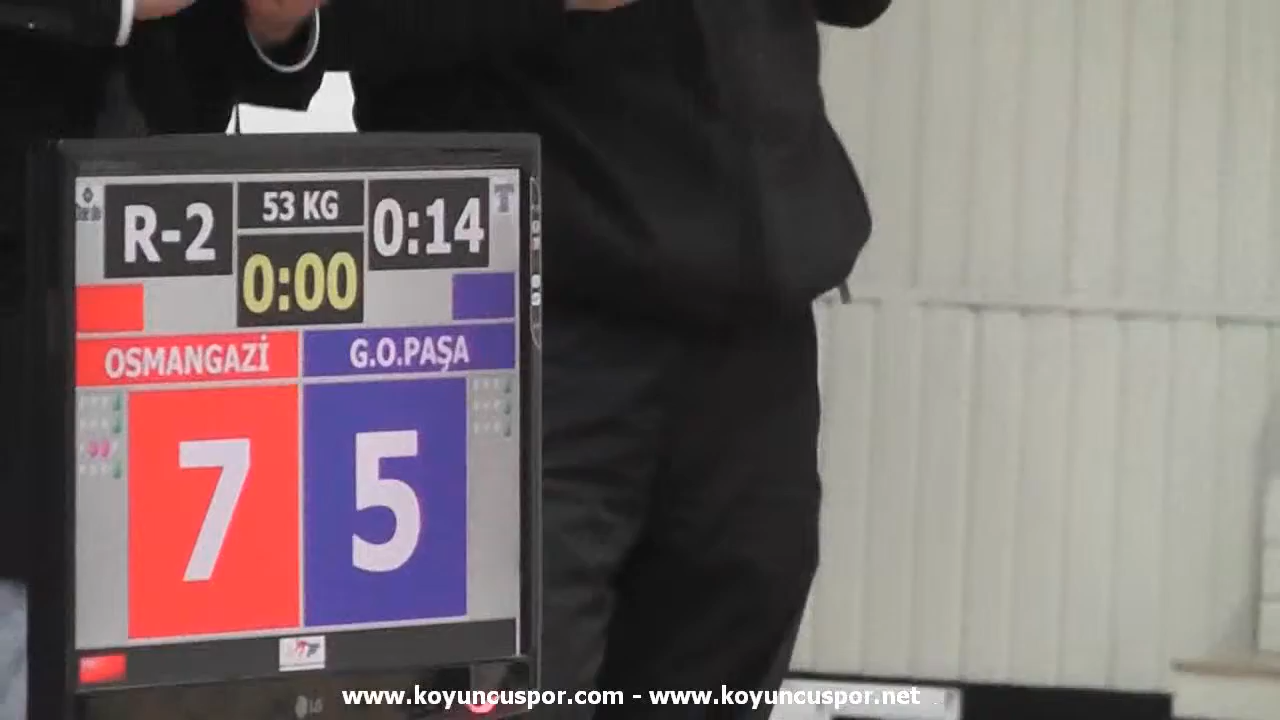 R-2
53 KG
0:14
0:00
OSMANGAZİ
G.O.PAŞA
7
5
LG
www.koyuncuspor.com - www.koyuncuspor.net